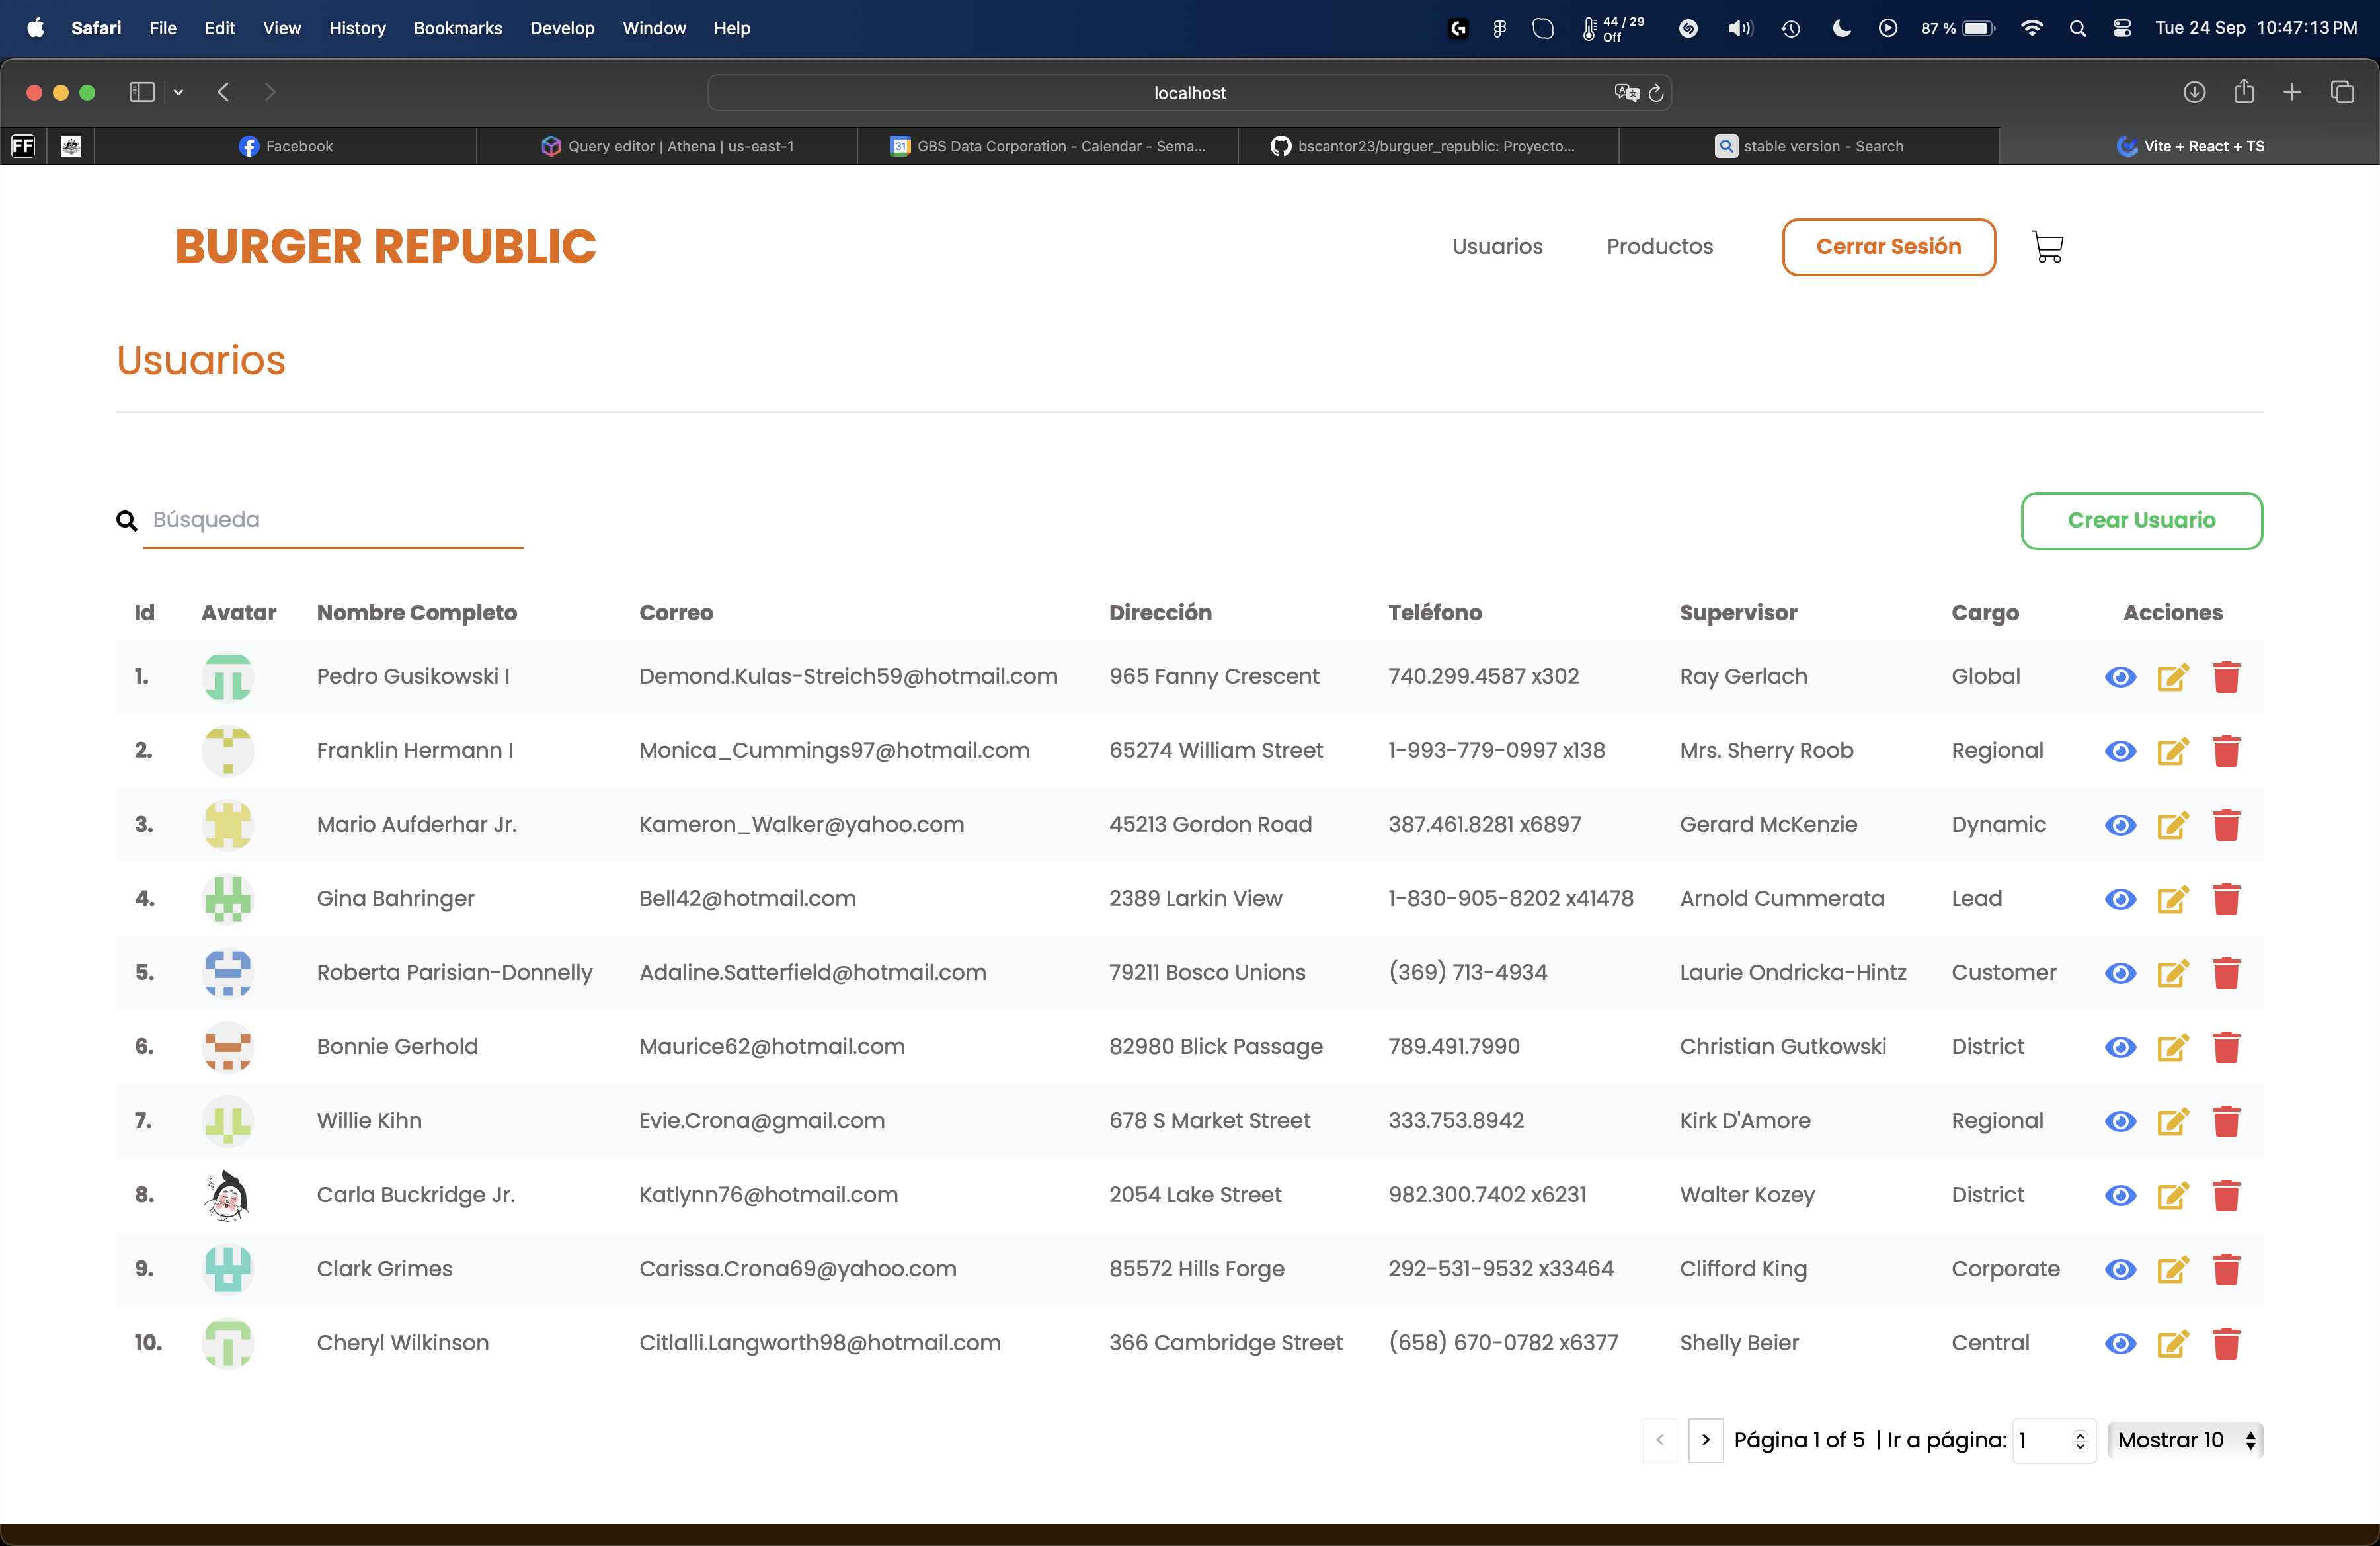 Safari File Edit View History Bookmarks Develop Window Help 44 / 29 Off 87 % Tue 24 Sep 10:47:13 PM
localhost
FF Facebook Query editor | Athena | us-east-1 31 GBS Data Corporation - Calendar - Sema... bscantor23/burguer_republic: Proyecto... stable version - Search Vite + React + TS
BURGER REPUBLIC Usuarios Productos Cerrar Sesión
Usuarios
Búsqueda Crear Usuario
Id Avatar Nombre Completo Correo Dirección Teléfono Supervisor Cargo Acciones
1. Pedro Gusikowski I Demond.Kulas-Streich59@hotmail.com 965 Fanny Crescent 740.299.4587 x302 Ray Gerlach Global
2. Franklin Hermann I Monica_Cummings97@hotmail.com 65274 William Street 1-993-779-0997 x138 Mrs. Sherry Roob Regional
3. Mario Aufderhar Jr. Kameron_Walker@yahoo.com 45213 Gordon Road 387.461.8281 x6897 Gerard McKenzie Dynamic
4. Gina Bahringer Bell42@hotmail.com 2389 Larkin View 1-830-905-8202 x41478 Arnold Cummerata Lead
5. Roberta Parisian-Donnelly Adaline.Satterfield@hotmail.com 79211 Bosco Unions (369) 713-4934 Laurie Ondricka-Hintz Customer
6. Bonnie Gerhold Maurice62@hotmail.com 82980 Blick Passage 789.491.7990 Christian Gutkowski District
7. Willie Kihn Evie.Crona@gmail.com 678 S Market Street 333.753.8942 Kirk D'Amore Regional
8. Carla Buckridge Jr. Katlynn76@hotmail.com 2054 Lake Street 982.300.7402 x6231 Walter Kozey District
9. Clark Grimes Carissa.Crona69@yahoo.com 85572 Hills Forge 292-531-9532 x33464 Clifford King Corporate
10. Cheryl Wilkinson Citlalli.Langworth98@hotmail.com 366 Cambridge Street (658) 670-0782 x6377 Shelly Beier Central
< > Página 1 of 5 | Ir a página: 1 Mostrar 10